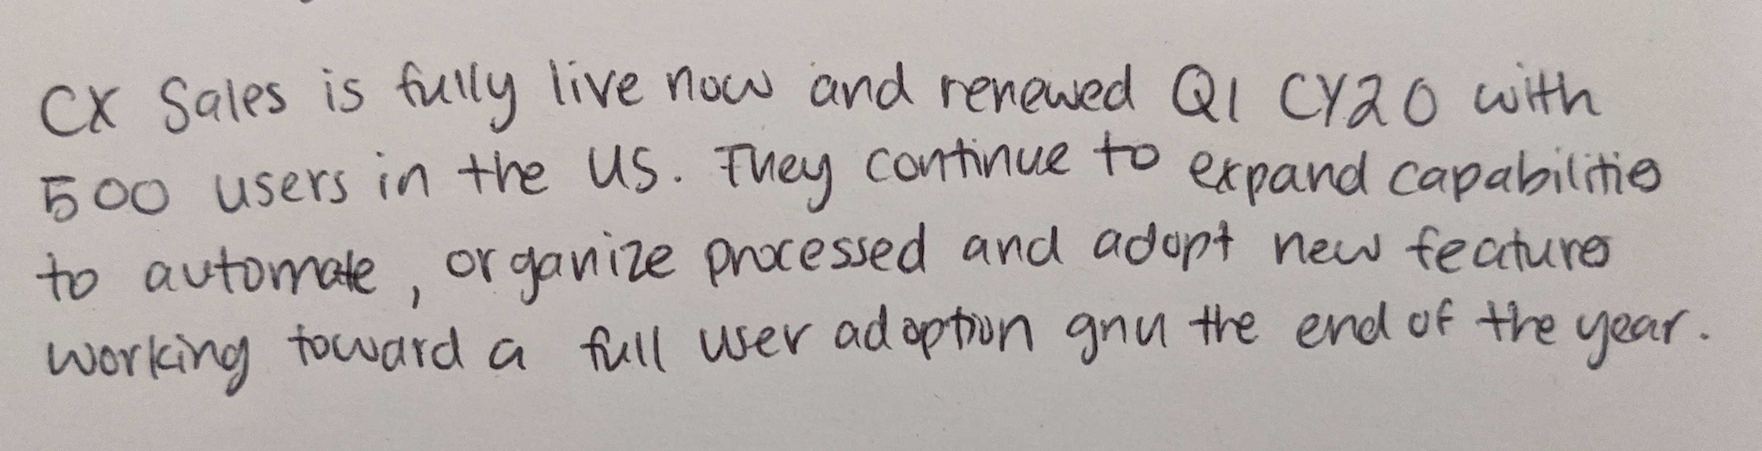 CX Sales is fully live now and renewed Q1 CY20 with
500 users in the US. They continue to expand capabilities
to automate, organize processed and adopt new features
working toward a full user adoption gnu the end of the year.